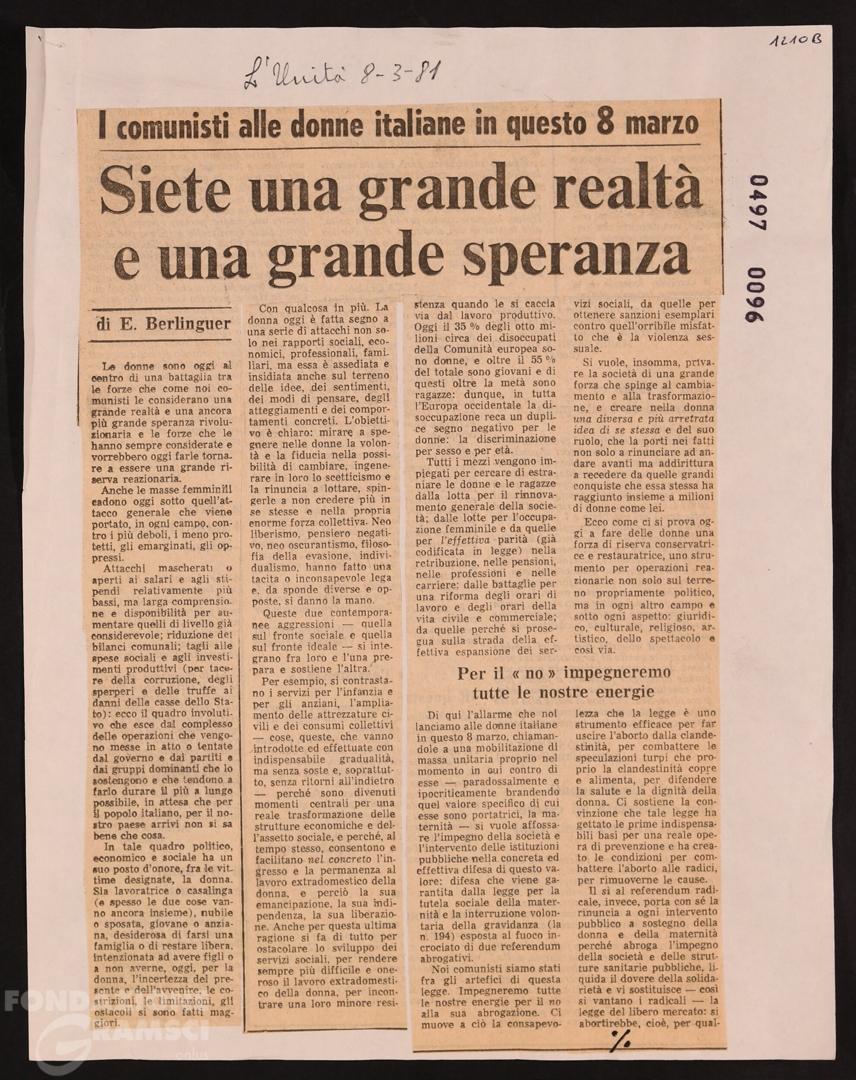 1210B
L'Unità 8-3-81
I comunisti alle donne italiane in questo 8 marzo
Siete una grande realtà
e una grande speranza
0497 0096
di E. Berlinguer
Le donne sono oggi al
centro di una battaglia tra
le forze che come noi co-
munisti le considerano una
grande realtà e una ancora
più grande speranza rivolu-
zionaria e le forze che le
hanno sempre considerate e
vorrebbero oggi farle torna-
re a essere una grande ri-
serva reazionaria.
Anche le masse femminili
cadono oggi sotto quell'at-
tacco generale che viene
portato, in ogni campo, con-
tro i più deboli, i meno pro-
tetti, gli emarginati, gli op-
pressi.
Attacchi mascherati o
aperti ai salari e agli sti-
pendi relativamente più
bassi, ma larga comprensio-
ne e disponibilità per au-
mentare quelli di livello già
considerevole; riduzione dei
bilanci comunali; tagli alle
spese sociali e agli investi-
menti produttivi (per tace-
re della corruzione, degli
sperperi e delle truffe ai
danni delle casse dello Sta-
to): ecco il quadro involuti-
vo che esce dal complesso
delle operazioni che vengo-
no messe in atto o tentate
dal governo e dai partiti e
dai gruppi dominanti che lo
sostengono e che tendono a
farlo durare il più a lungo
possibile, in attesa che per
il popolo italiano, per il no-
stro paese arrivi non si sa
bene che cosa.
In tale quadro politico,
economico e sociale ha un
suo posto d'onore, fra le vit-
time designate, la donna.
Sia lavoratrice o casalinga
(e spesso le due cose van-
no ancora insieme), nubile
o sposata, giovane o anzia-
na, desiderosa di farsi una
famiglia o di restare libera,
intenzionata ad avere figli o
a non averne, oggi, per la
donna, l'incertezza del pre-
sente e dell'avvenire, le co-
strizioni, le limitazioni, gli
ostacoli si sono fatti mag-
giori.
Con qualcosa in più. La
donna oggi è fatta segno a
una serie di attacchi non so-
lo nei rapporti sociali, eco-
nomici, professionali, fami-
liari, ma essa è assediata e
insidiata anche sul terreno
delle idee, dei sentimenti,
dei modi di pensare, degli
atteggiamenti e dei compor-
tamenti concreti. L'obietti-
vo è chiaro: mirare a spe-
gnere nelle donne la volon-
tà e la fiducia nella possi-
bilità di cambiare, ingene-
rare in loro lo scetticismo e
la rinuncia a lottare, spin-
gerle a non credere più in
se stesse e nella propria
enorme forza collettiva. Neo
liberismo, pensiero negati-
vo, neo oscurantismo, filoso-
fia della evasione, indivi-
dualismo, hanno fatto una
tacita o inconsapevole lega
e, da sponde diverse e op-
poste, si danno la mano.
Queste due contempora-
nee aggressioni — quella
sul fronte sociale e quella
sul fronte ideale — si inte-
grano fra loro e l'una pre-
para e sostiene l'altra.
Per esempio, si contrasta-
no i servizi per l'infanzia e
per gli anziani, l'amplia-
mento delle attrezzature ci-
vili e dei consumi collettivi
— cose, queste, che vanno
introdotte ed effettuate con
indispensabile gradualità,
ma senza soste e, soprattut-
to, senza ritorni all'indietro
— perché sono divenuti
momenti centrali per una
reale trasformazione delle
strutture economiche e del-
l'assetto sociale, e perché, al
tempo stesso, consentono e
facilitano nel concreto l'in-
gresso e la permanenza al
lavoro extradomestico della
donna, e perciò la sua
emancipazione, la sua indi-
pendenza, la sua liberazio-
ne. Anche per questa ultima
ragione si fa di tutto per
ostacolare lo sviluppo dei
servizi sociali, per rendere
sempre più difficile e one-
roso il lavoro extradomesti-
co della donna, per incon-
trare una loro minore resi-
stenza quando le si caccia
via dal lavoro produttivo.
Oggi il 35 % degli otto mi-
lioni circa dei disoccupati
della Comunità europea so-
no donne, e oltre il 55 %
del totale sono giovani e di
questi oltre la metà sono
ragazze: dunque, in tutta
l'Europa occidentale la di-
soccupazione reca un dupli-
ce segno negativo per le
donne: la discriminazione
per sesso e per età.
Tutti i mezzi vengono im-
piegati per cercare di estra-
niare le donne e le ragazze
dalla lotta per il rinnova-
mento generale della socie-
tà; dalle lotte per l'occupa-
zione femminile e da quelle
per l'effettiva parità (già
codificata in legge) nella
retribuzione, nelle pensioni,
nelle professioni e nelle
carriere; dalle battaglie per
una riforma degli orari di
lavoro e degli orari della
vita civile e commerciale;
da quelle perché si prose-
gua sulla strada della ef-
fettiva espansione dei ser-
vizi sociali, da quelle per
ottenere sanzioni esemplari
contro quell'orribile misfat-
to che è la violenza ses-
suale.
Si vuole, insomma, priva-
re la società di una grande
forza che spinge al cambia-
mento e alla trasformazio-
ne, e creare nella donna
una diversa e più arretrata
idea di se stessa e del suo
ruolo, che la porti nei fatti
non solo a rinunciare ad an-
dare avanti ma addirittura
a recedere da quelle grandi
conquiste che essa stessa ha
raggiunto insieme a milioni
di donne come lei.
Ecco come ci si prova og-
gi a fare delle donne una
forza di riserva conservatri-
ce e restauratrice, uno stru-
mento per operazioni rea-
zionarie non solo sul terre-
no propriamente politico,
ma in ogni altro campo e
sotto ogni aspetto: giuridi-
co, culturale, religioso, ar-
tistico, dello spettacolo e
così via.
Per il « no » impegneremo
tutte le nostre energie
Di qui l'allarme che noi
lanciamo alle donne italiane
in questo 8 marzo, chiaman-
dole a una mobilitazione di
massa unitaria proprio nel
momento in cui contro di
esse — paradossalmente e
ipocriticamente brandendo
quel valore specifico di cui
esse sono portatrici, la ma-
ternità — si vuole affossa-
re l'impegno della società e
l'intervento delle istituzioni
pubbliche nella concreta ed
effettiva difesa di questo va-
lore: difesa che viene ga-
rantita dalla legge per la
tutela sociale della mater-
nità e la interruzione volon-
taria della gravidanza (la
n. 194) esposta al fuoco in-
crociato di due referendum
abrogativi.
Noi comunisti siamo stati
fra gli artefici di questa
legge. Impegneremo tutte
le nostre energie per il no
alla sua abrogazione. Ci
muove a ciò la consapevo-
lezza che la legge è uno
strumento efficace per far
uscire l'aborto dalla clande-
stinità, per combattere le
speculazioni turpi che pro-
prio la clandestinità copre
e alimenta, per difendere
la salute e la dignità della
donna. Ci sostiene la con-
vinzione che tale legge ha
gettato le prime indispensa-
bili basi per una reale ope-
ra di prevenzione e ha crea-
to le condizioni per com-
battere l'aborto alle radici,
per rimuoverne le cause.
Il sì al referendum radi-
cale, invece, porta con sé la
rinuncia a ogni intervento
pubblico a sostegno della
donna e della maternità
perché abroga l'impegno
della società e delle strut-
ture sanitarie pubbliche, li-
quida il dovere della solida-
rietà e vi sostituisce — così
si vantano i radicali — la
legge del libero mercato: si
abortirebbe, cioè, per qual-
%
GRAMSCI
onlus